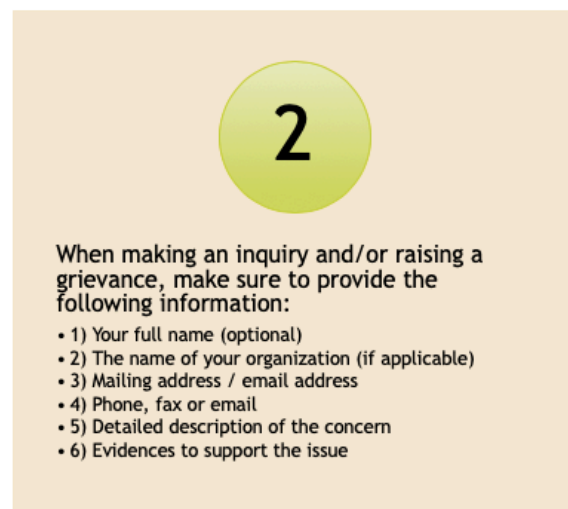 2
When making an inquiry and/or raising a
grievance, make sure to provide the
following information:
• 1) Your full name (optional)
• 2) The name of your organization (if applicable)
• 3) Mailing address / email address
• 4) Phone, fax or email
• 5) Detailed description of the concern
• 6) Evidences to support the issue